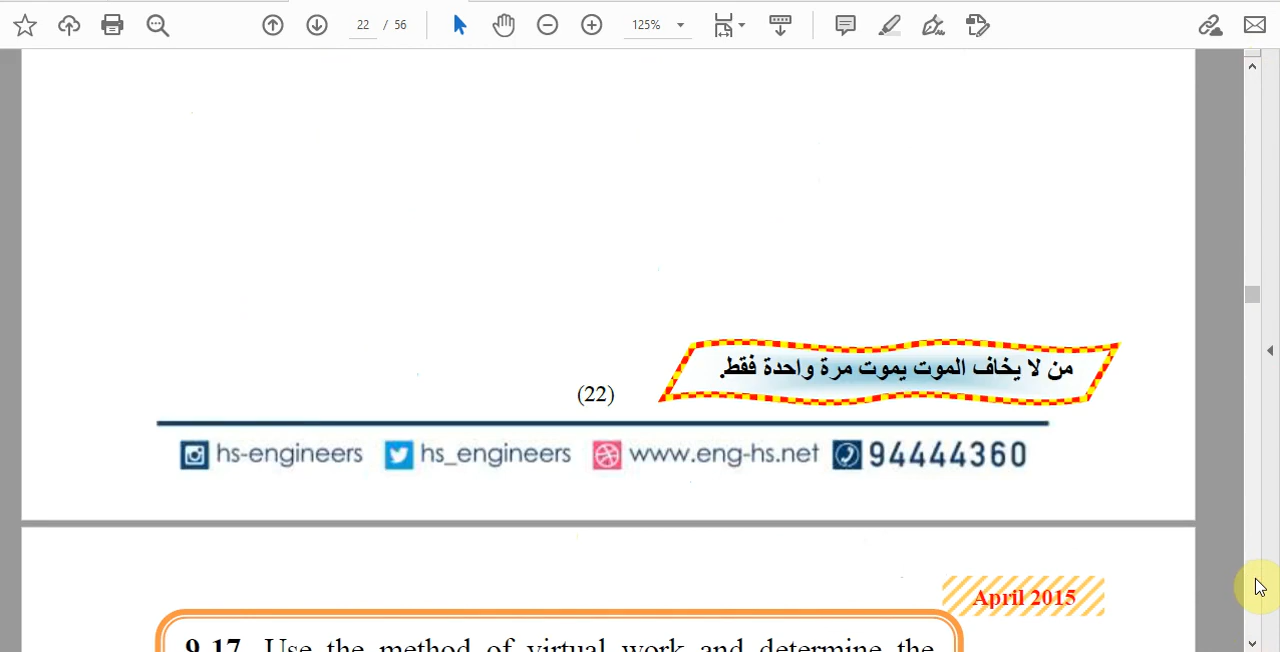 22 / 56
125%
من لا يخاف الموت يموت مرة واحدة فقط.
(22)
hs-engineers hs_engineers www.eng-hs.net 94444360
April 2015
9-17 Use the method of virtual work and determine the